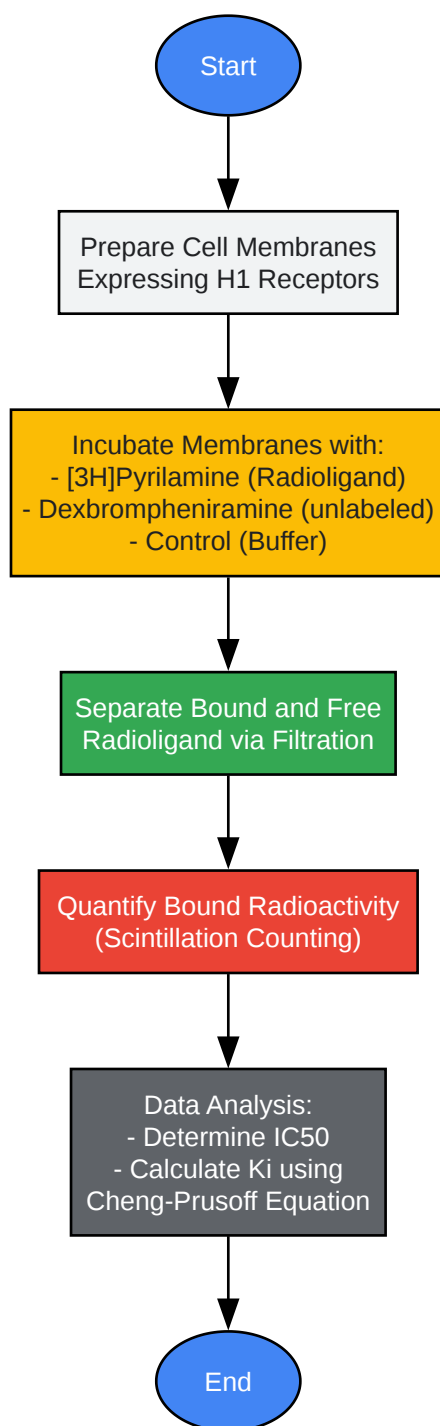 Start
Prepare Cell Membranes
Expressing H1 Receptors
Incubate Membranes with:
- [3H]Pyrilamine (Radioligand)
- Dexbrompheniramine (unlabeled)
- Control (Buffer)
Separate Bound and Free
Radioligand via Filtration
Quantify Bound Radioactivity
(Scintillation Counting)
Data Analysis:
- Determine IC50
- Calculate Ki using
Cheng-Prusoff Equation
End